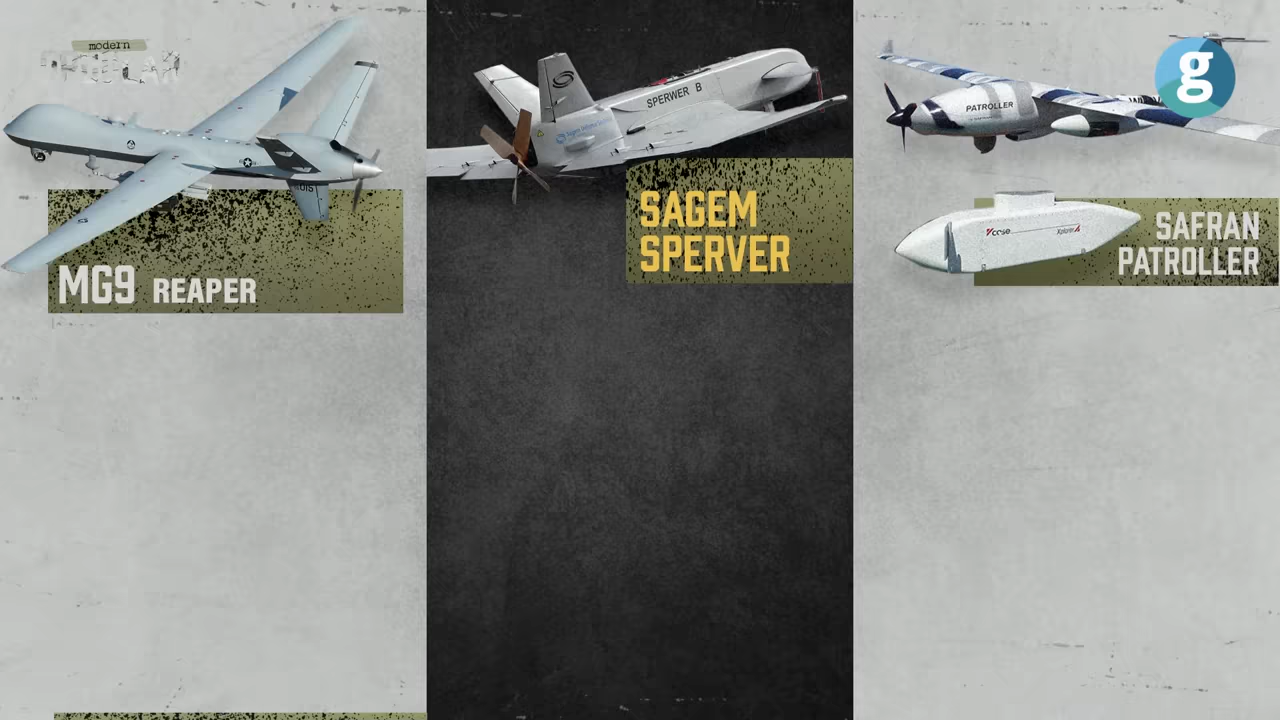 modern
MG9 REAPER
SPERWER B
SAGEM
SPERVER
PATROLLER
g
SAFRAN
PATROLLER